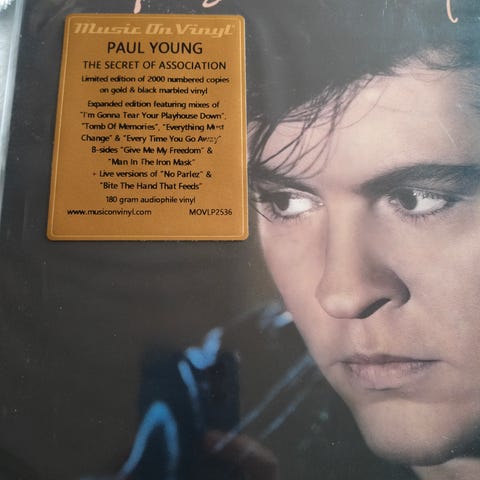 Music On Vinyl
PAUL YOUNG
THE SECRET OF ASSOCIATION
Limited edition of 2000 numbered copies
on gold & black marbled vinyl
Expanded edition featuring mixes of
"I'm Gonna Tear Your Playhouse Down",
"Tomb Of Memories", "Everything Must
Change" & "Every Time You Go Away"
B-sides "Give Me My Freedom" &
"Man In The Iron Mask"
+ Live versions of "No Parlez" &
"Bite The Hand That Feeds"
180 gram audiophile vinyl
www.musiconvinyl.com MOVLP2536